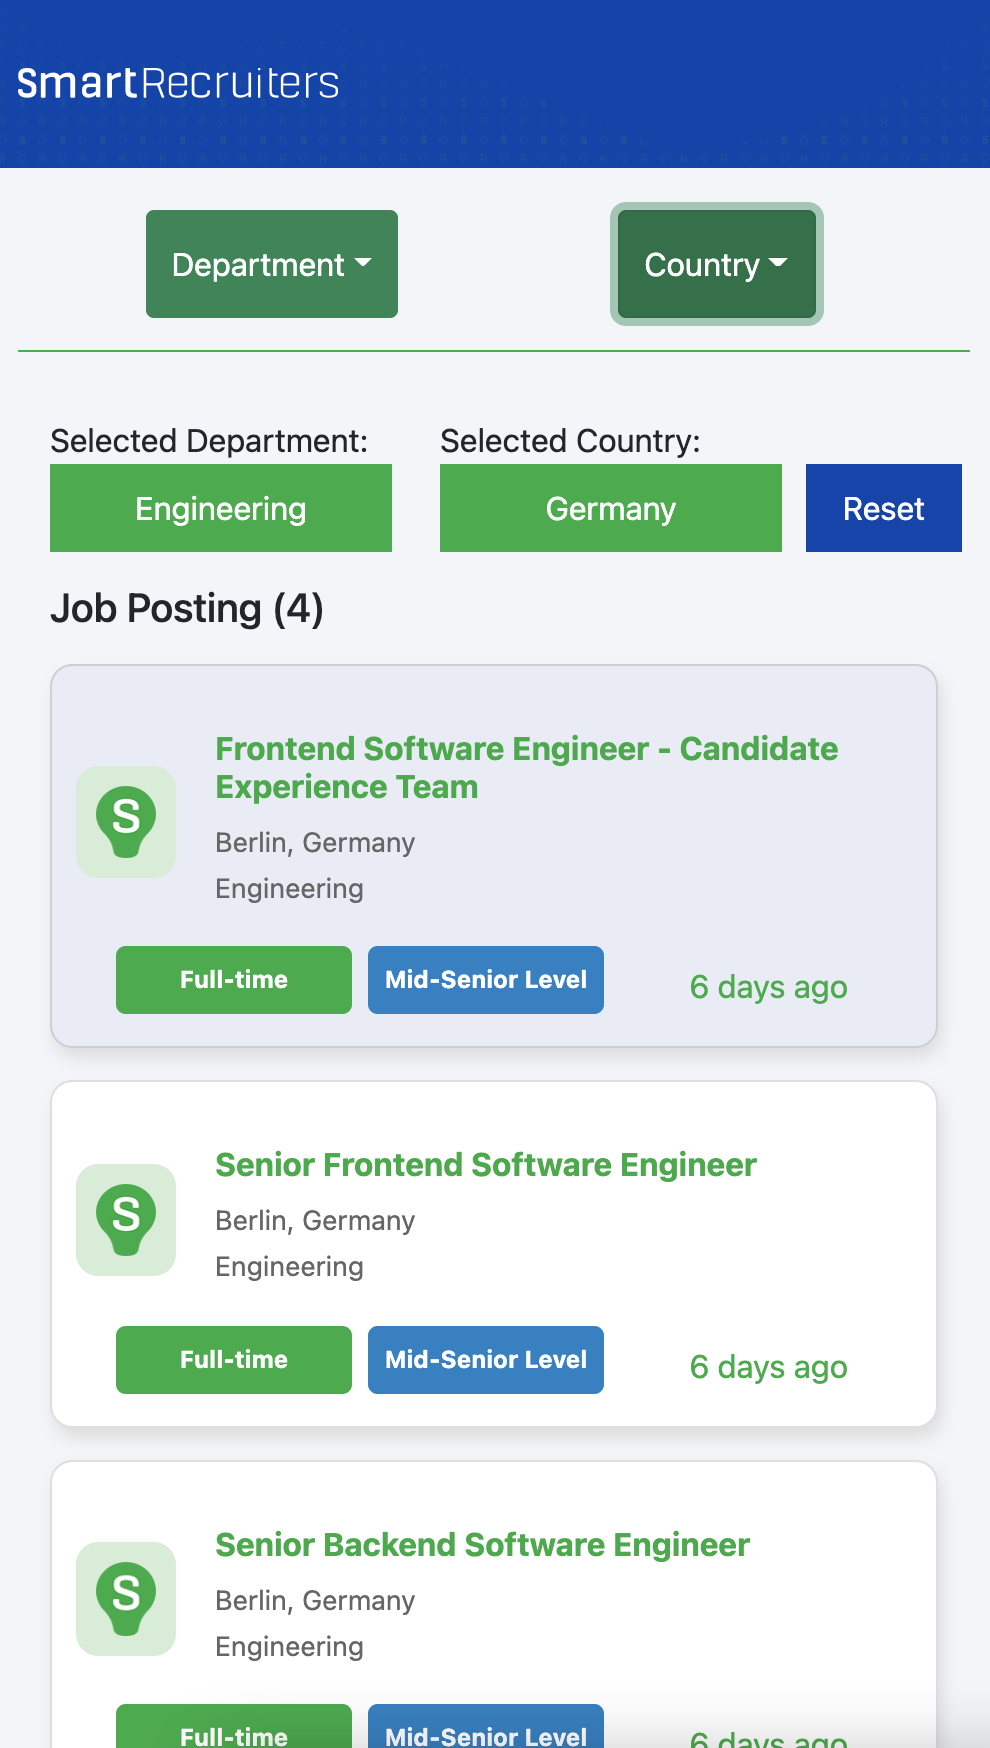 SmartRecruiters
Department
Country
Selected Department:
Selected Country:
Engineering
Germany
Reset
Job Posting (4)
S
Frontend Software Engineer - Candidate
Experience Team
Berlin, Germany
Engineering
Full-time
Mid-Senior Level
6 days ago
S
Senior Frontend Software Engineer
Berlin, Germany
Engineering
Full-time
Mid-Senior Level
6 days ago
S
Senior Backend Software Engineer
Berlin, Germany
Engineering
Full-time
Mid-Senior Level
6 days ago